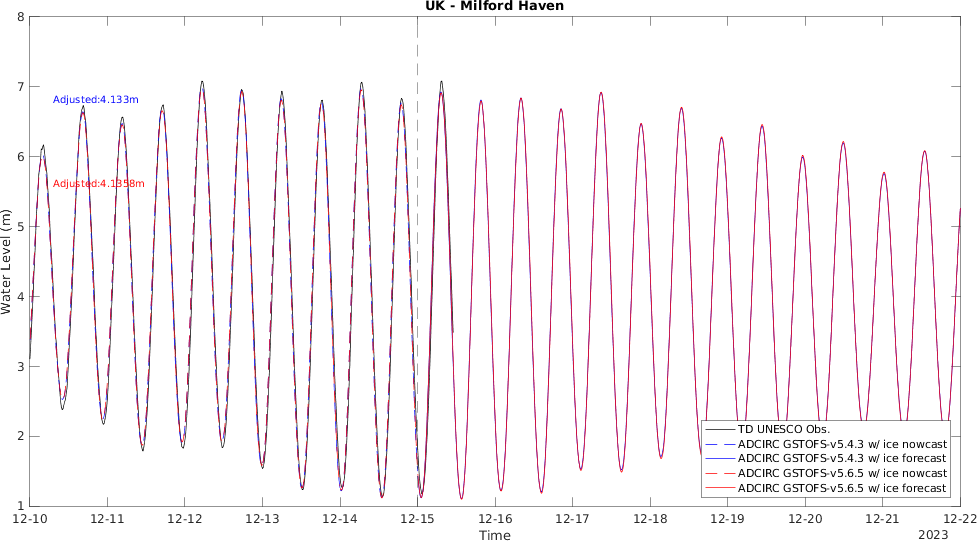 UK - Milford Haven
8
7
6
5
4
3
2
1
Water Level (m)
Adjusted:4.133m
Adjusted:4.1358m
TD UNESCO Obs.
ADCIRC GSTOFS-v5.4.3 w/ ice nowcast
ADCIRC GSTOFS-v5.4.3 w/ ice forecast
ADCIRC GSTOFS-v5.6.5 w/ ice nowcast
ADCIRC GSTOFS-v5.6.5 w/ ice forecast
12-10 12-11 12-12 12-13 12-14 12-15 12-16 12-17 12-18 12-19 12-20 12-21 12-22
Time
2023